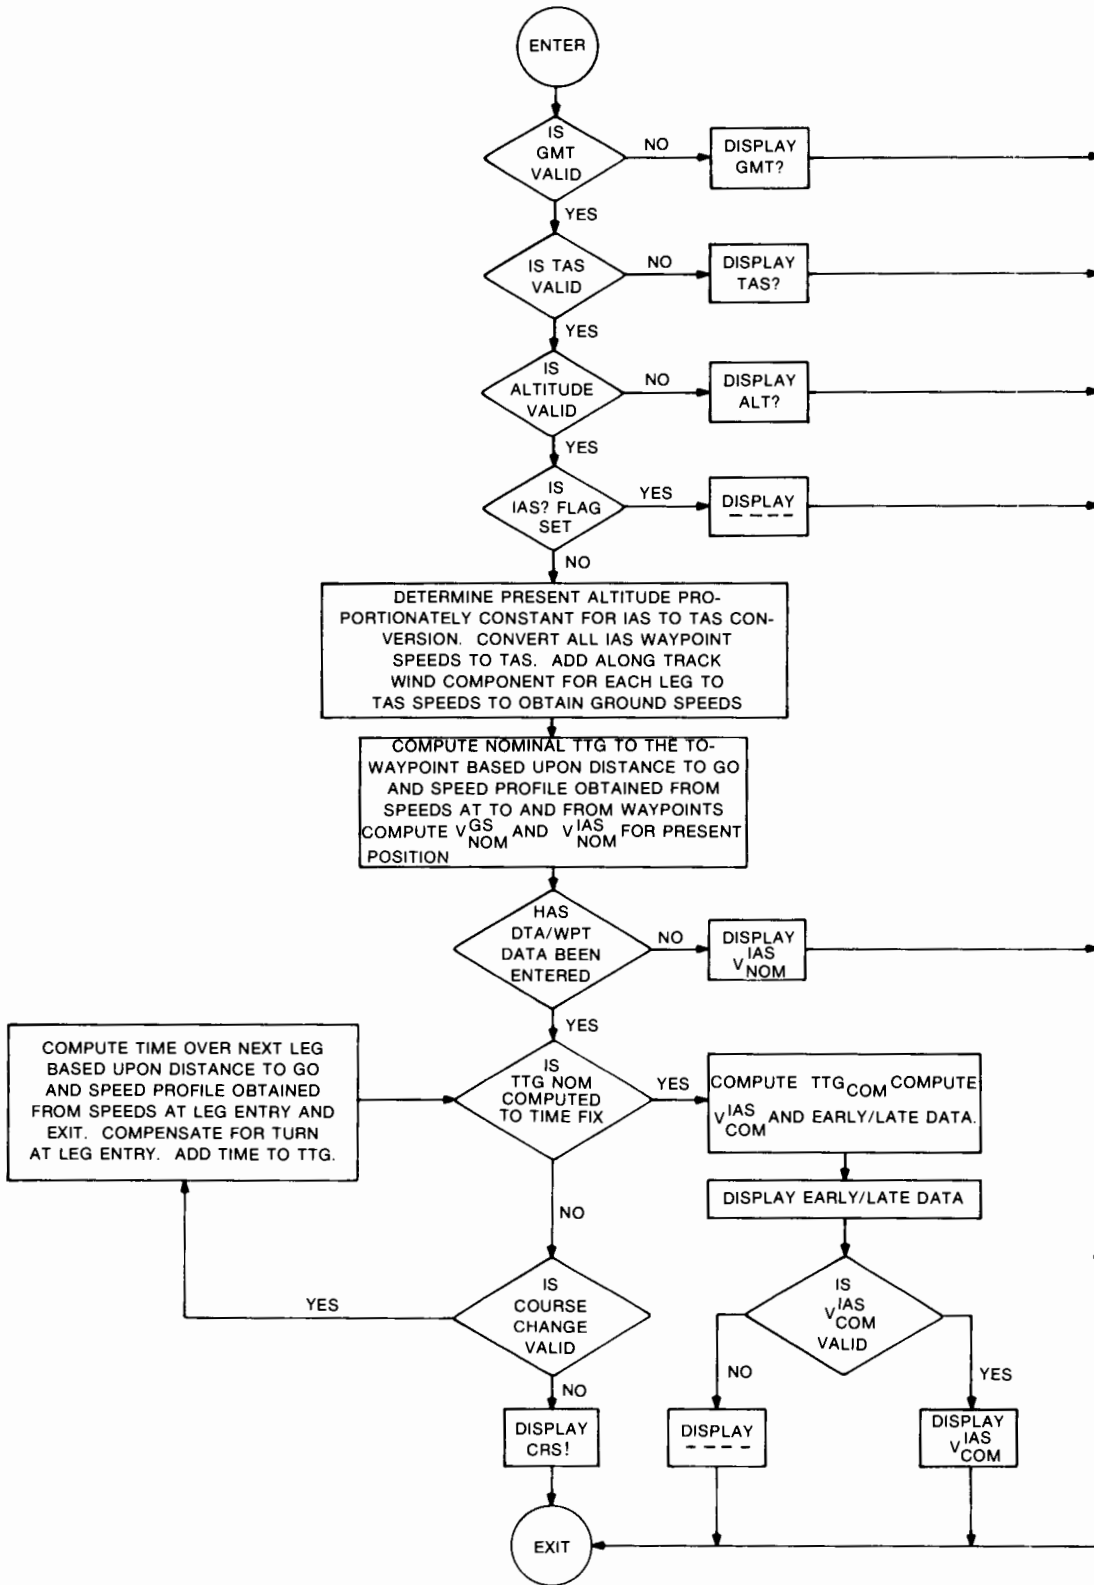 ENTER
IS
GMT
VALID
NO
DISPLAY
GMT?
YES
IS TAS
VALID
NO
DISPLAY
TAS?
YES
IS
ALTITUDE
VALID
NO
DISPLAY
ALT?
YES
IS
IAS? FLAG
SET
YES
DISPLAY
– – – –
NO
DETERMINE PRESENT ALTITUDE PRO-
PORTIONATELY CONSTANT FOR IAS TO TAS CON-
VERSION. CONVERT ALL IAS WAYPOINT
SPEEDS TO TAS. ADD ALONG TRACK
WIND COMPONENT FOR EACH LEG TO
TAS SPEEDS TO OBTAIN GROUND SPEEDS
COMPUTE NOMINAL TTG TO THE TO-
WAYPOINT BASED UPON DISTANCE TO GO
AND SPEED PROFILE OBTAINED FROM
SPEEDS AT TO AND FROM WAYPOINTS
COMPUTE V GS NOM AND V IAS NOM FOR PRESENT
POSITION
HAS
DTA/WPT
DATA BEEN
ENTERED
NO
DISPLAY
V IAS NOM
YES
COMPUTE TIME OVER NEXT LEG
BASED UPON DISTANCE TO GO
AND SPEED PROFILE OBTAINED
FROM SPEEDS AT LEG ENTRY AND
EXIT. COMPENSATE FOR TURN
AT LEG ENTRY. ADD TIME TO TTG.
IS
TTG NOM
COMPUTED
TO TIME FIX
YES
COMPUTE TTG COM COMPUTE
V IAS COM AND EARLY/LATE DATA.
DISPLAY EARLY/LATE DATA
NO
IS
COURSE
CHANGE
VALID
YES
IS
V IAS COM
VALID
NO
YES
NO
DISPLAY
CRS!
DISPLAY
– – – –
DISPLAY
V IAS COM
EXIT